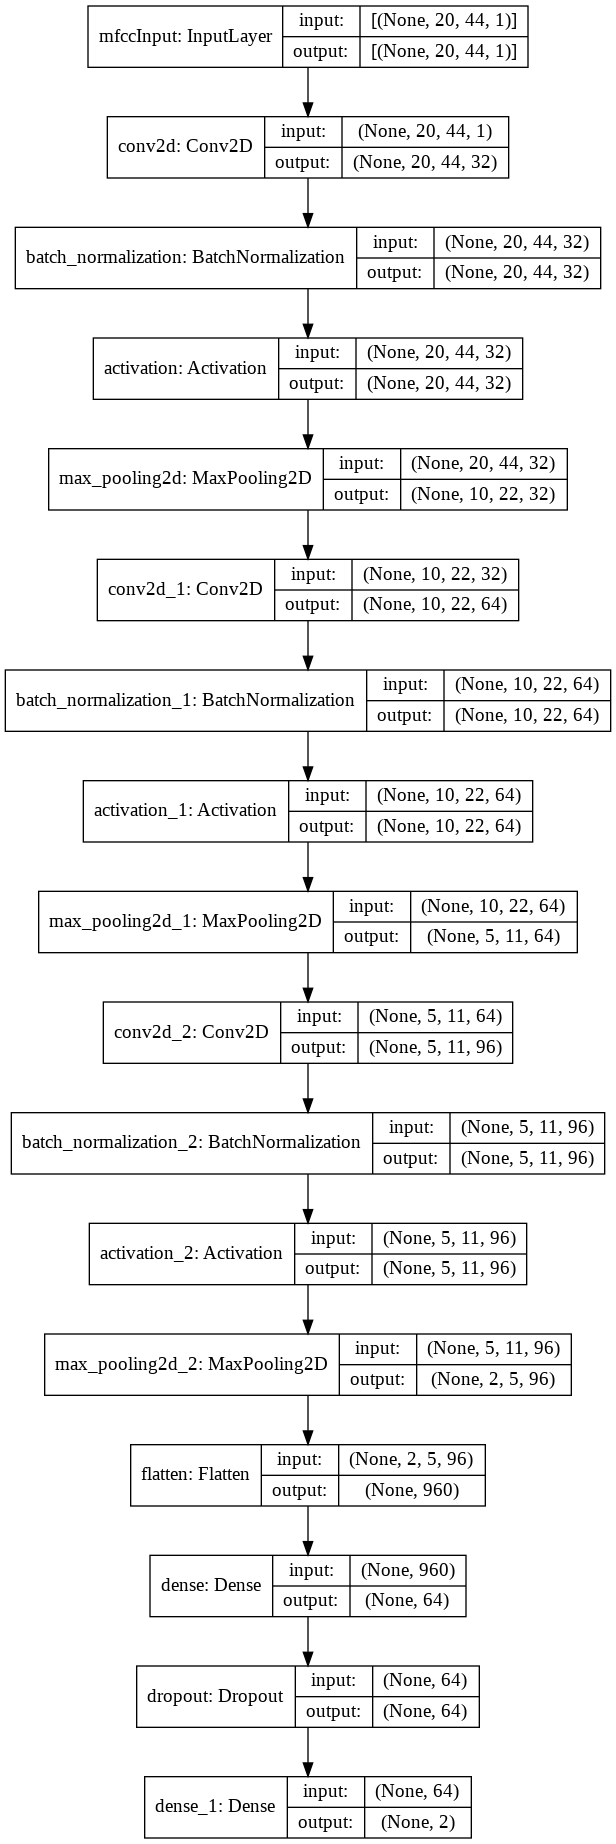 mfccInput: InputLayer
input: [(None, 20, 44, 1)]
output: [(None, 20, 44, 1)]
conv2d: Conv2D
input: (None, 20, 44, 1)
output: (None, 20, 44, 32)
batch_normalization: BatchNormalization
input: (None, 20, 44, 32)
output: (None, 20, 44, 32)
activation: Activation
input: (None, 20, 44, 32)
output: (None, 20, 44, 32)
max_pooling2d: MaxPooling2D
input: (None, 20, 44, 32)
output: (None, 10, 22, 32)
conv2d_1: Conv2D
input: (None, 10, 22, 32)
output: (None, 10, 22, 64)
batch_normalization_1: BatchNormalization
input: (None, 10, 22, 64)
output: (None, 10, 22, 64)
activation_1: Activation
input: (None, 10, 22, 64)
output: (None, 10, 22, 64)
max_pooling2d_1: MaxPooling2D
input: (None, 10, 22, 64)
output: (None, 5, 11, 64)
conv2d_2: Conv2D
input: (None, 5, 11, 64)
output: (None, 5, 11, 96)
batch_normalization_2: BatchNormalization
input: (None, 5, 11, 96)
output: (None, 5, 11, 96)
activation_2: Activation
input: (None, 5, 11, 96)
output: (None, 5, 11, 96)
max_pooling2d_2: MaxPooling2D
input: (None, 5, 11, 96)
output: (None, 2, 5, 96)
flatten: Flatten
input: (None, 2, 5, 96)
output: (None, 960)
dense: Dense
input: (None, 960)
output: (None, 64)
dropout: Dropout
input: (None, 64)
output: (None, 64)
dense_1: Dense
input: (None, 64)
output: (None, 2)